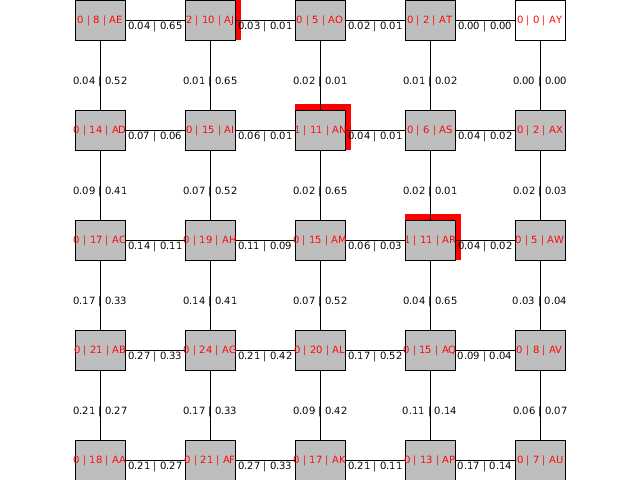 0 | 8 | AE 0.04 | 0.65 2 | 10 | AJ 0.03 | 0.01 0 | 5 | AO 0.02 | 0.01 0 | 2 | AT 0.00 | 0.00 0 | 0 | AY
0.04 | 0.52 0.01 | 0.65 0.02 | 0.01 0.01 | 0.02 0.00 | 0.00
0 | 14 | AD 0.07 | 0.06 0 | 15 | AI 0.06 | 0.01 1 | 11 | AN 0.04 | 0.01 0 | 6 | AS 0.04 | 0.02 0 | 2 | AX
0.09 | 0.41 0.07 | 0.52 0.02 | 0.65 0.02 | 0.01 0.02 | 0.03
0 | 17 | AC 0.14 | 0.11 0 | 19 | AH 0.11 | 0.09 0 | 15 | AM 0.06 | 0.03 1 | 11 | AR 0.04 | 0.02 0 | 5 | AW
0.17 | 0.33 0.14 | 0.41 0.07 | 0.52 0.04 | 0.65 0.03 | 0.04
0 | 21 | AB 0.27 | 0.33 0 | 24 | AG 0.21 | 0.42 0 | 20 | AL 0.17 | 0.52 0 | 15 | AQ 0.09 | 0.04 0 | 8 | AV
0.21 | 0.27 0.17 | 0.33 0.09 | 0.42 0.11 | 0.14 0.06 | 0.07
0 | 18 | AA 0.21 | 0.27 0 | 21 | AF 0.27 | 0.33 0 | 17 | AK 0.21 | 0.11 0 | 13 | AP 0.17 | 0.14 0 | 7 | AU